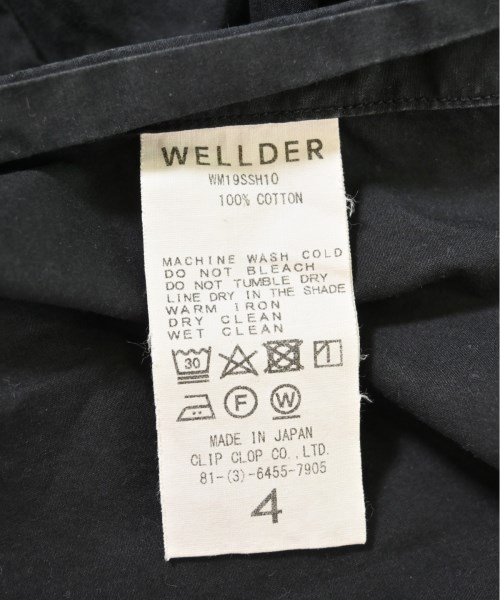 WELLDER
WM19SSH10
100% COTTON
MACHINE WASH COLD
DO NOT BLEACH
DO NOT TUMBLE DRY
LINE DRY IN THE SHADE
WARM IRON
DRY CLEAN
WET CLEAN
30
F W
MADE IN JAPAN
CLIP CLOP CO.,LTD.
81-(3)-6455-7905
4